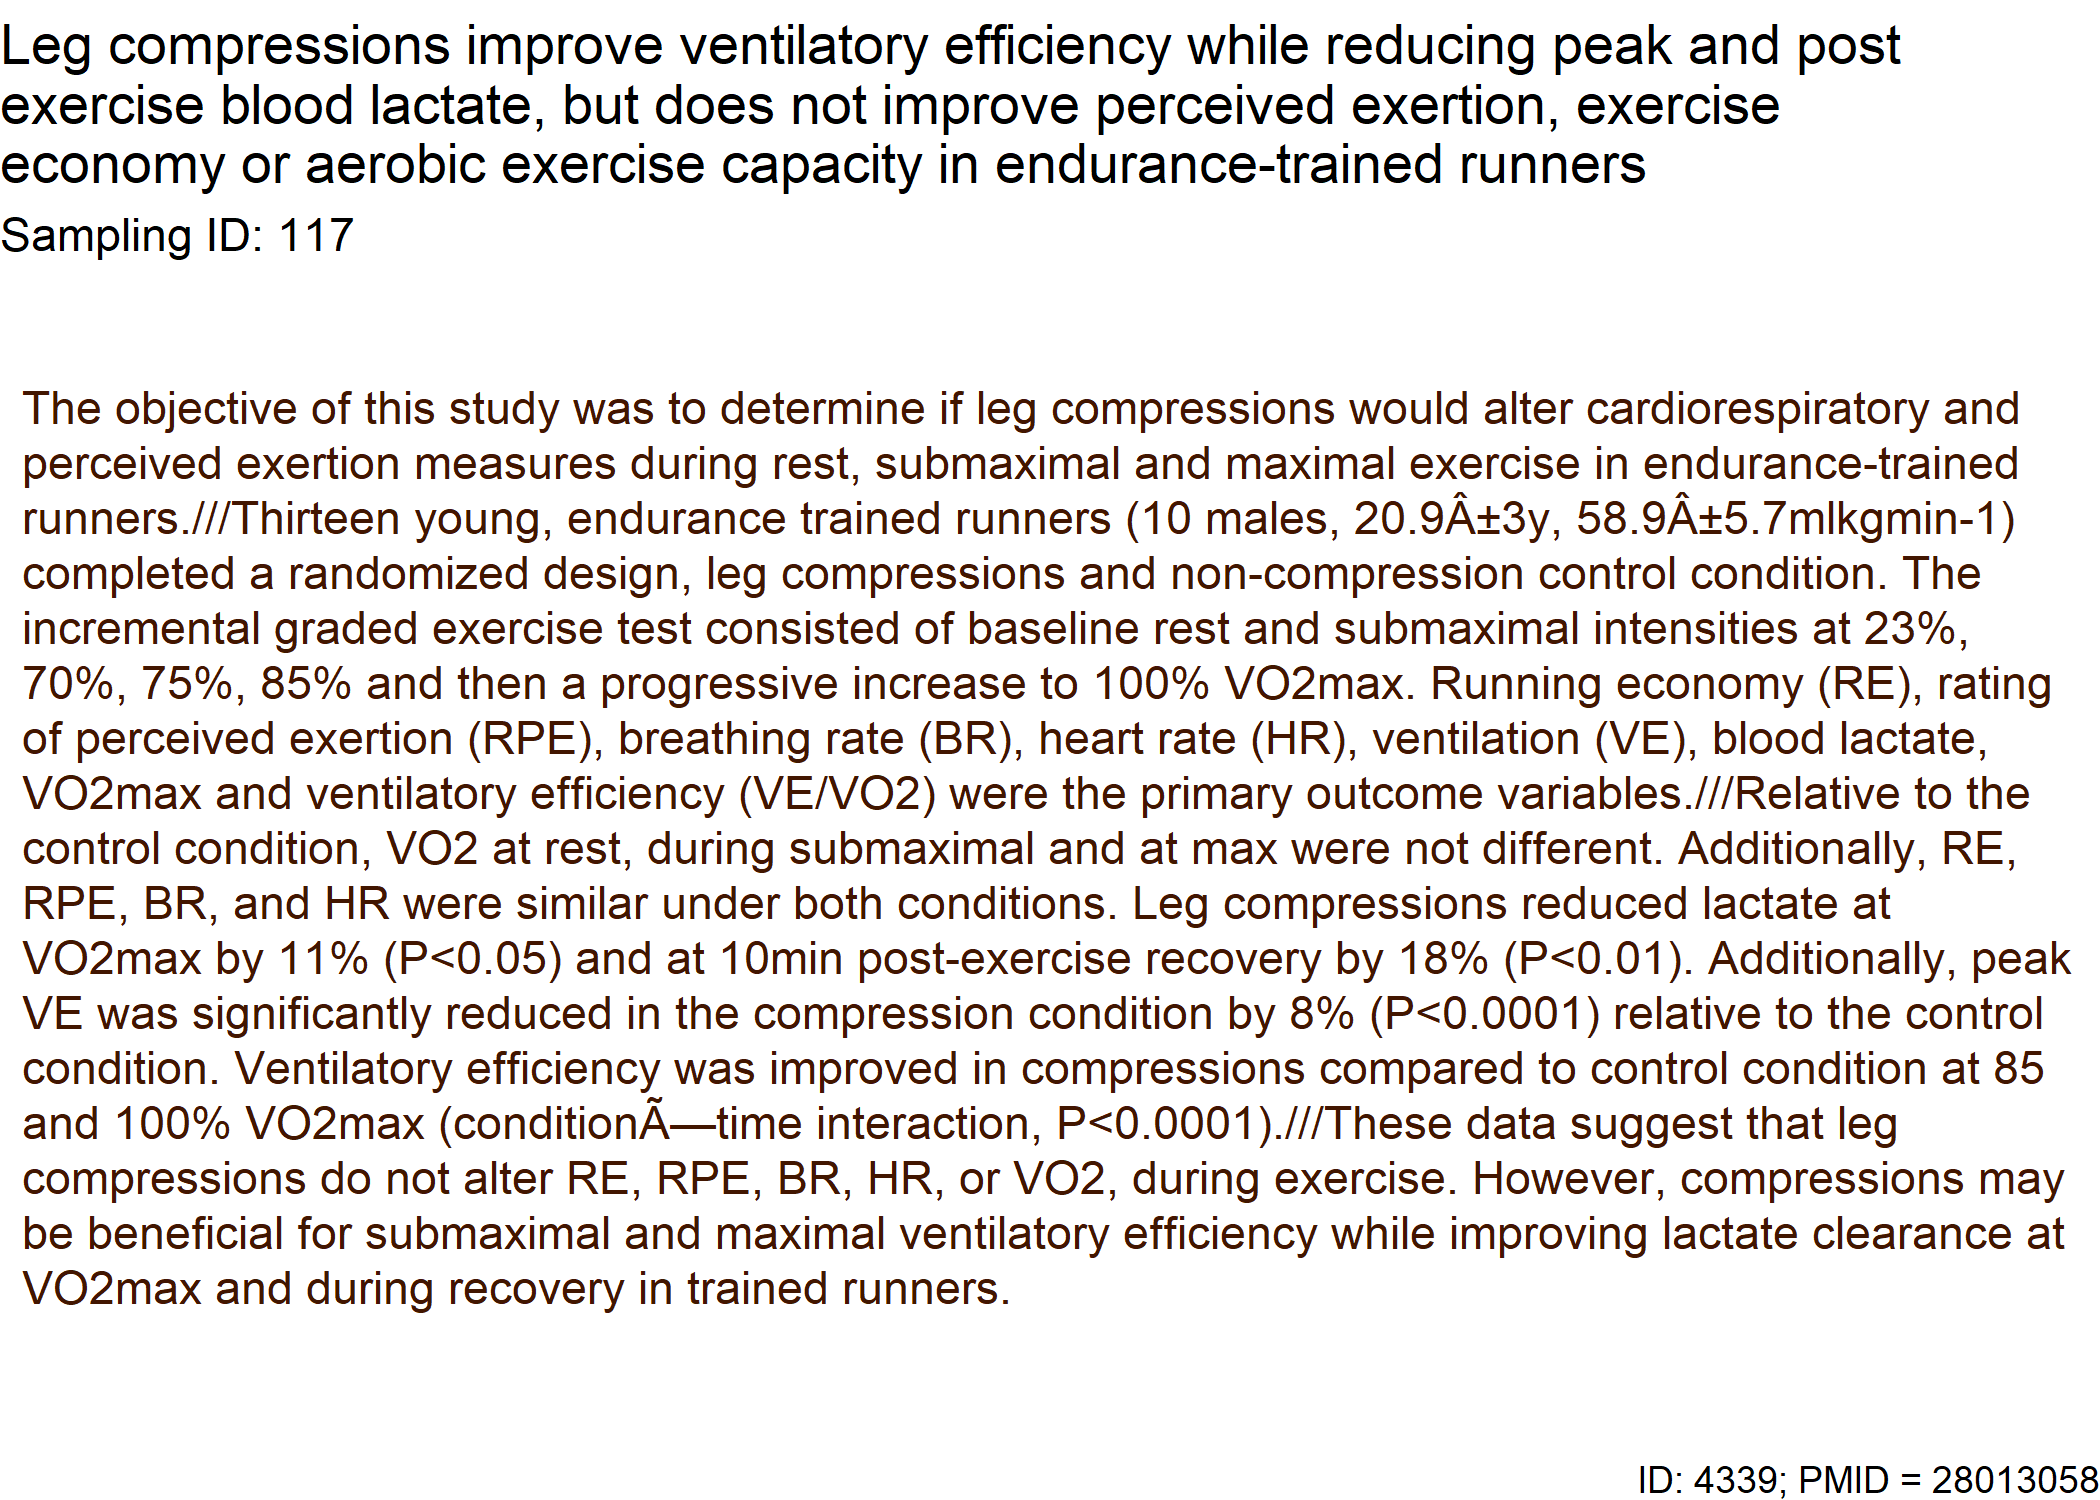 Leg compressions improve ventilatory efficiency while reducing peak and post
exercise blood lactate, but does not improve perceived exertion, exercise
economy or aerobic exercise capacity in endurance-trained runners
Sampling ID: 117
The objective of this study was to determine if leg compressions would alter cardiorespiratory and
perceived exertion measures during rest, submaximal and maximal exercise in endurance-trained
runners.///Thirteen young, endurance trained runners (10 males, 20.9Â±3y, 58.9Â±5.7mlkgmin-1)
completed a randomized design, leg compressions and non-compression control condition. The
incremental graded exercise test consisted of baseline rest and submaximal intensities at 23%,
70%, 75%, 85% and then a progressive increase to 100% VO2max. Running economy (RE), rating
of perceived exertion (RPE), breathing rate (BR), heart rate (HR), ventilation (VE), blood lactate,
VO2max and ventilatory efficiency (VE/VO2) were the primary outcome variables.///Relative to the
control condition, VO2 at rest, during submaximal and at max were not different. Additionally, RE,
RPE, BR, and HR were similar under both conditions. Leg compressions reduced lactate at
VO2max by 11% (P<0.05) and at 10min post-exercise recovery by 18% (P<0.01). Additionally, peak
VE was significantly reduced in the compression condition by 8% (P<0.0001) relative to the control
condition. Ventilatory efficiency was improved in compressions compared to control condition at 85
and 100% VO2max (conditionÃ—time interaction, P<0.0001).///These data suggest that leg
compressions do not alter RE, RPE, BR, HR, or VO2, during exercise. However, compressions may
be beneficial for submaximal and maximal ventilatory efficiency while improving lactate clearance at
VO2max and during recovery in trained runners.
ID: 4339; PMID = 28013058